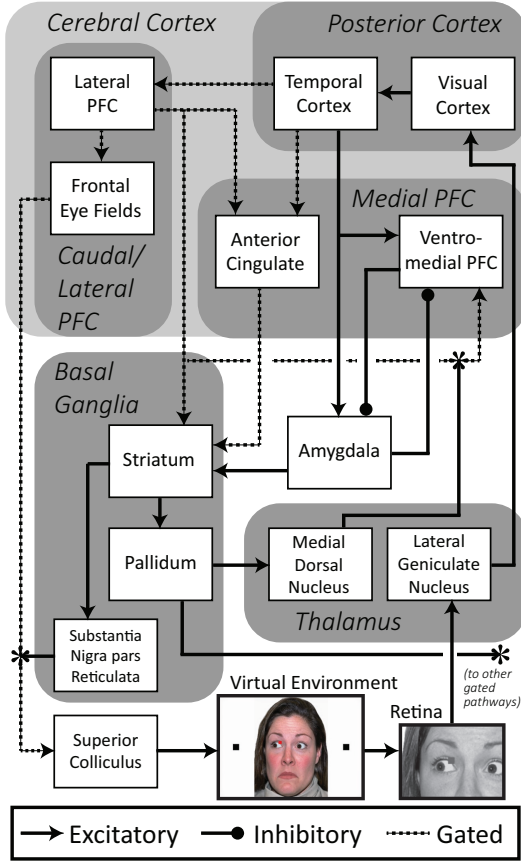 Cerebral Cortex
Posterior Cortex
Lateral
PFC
Temporal
Cortex
Visual
Cortex
Frontal
Eye Fields
Medial PFC
Anterior
Cingulate
Ventro-
medial PFC
Caudal/
Lateral
PFC
Basal
Ganglia
Striatum
Amygdala
Pallidum
Medial
Dorsal
Nucleus
Lateral
Geniculate
Nucleus
Thalamus
Substantia
Nigra pars
Reticulata
(to other
gated
pathways)
Virtual Environment
Retina
Superior
Colliculus
Excitatory
Inhibitory
Gated